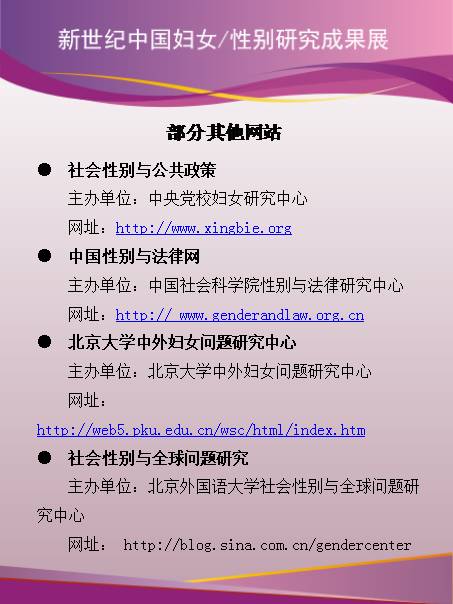 新世纪中国妇女/性别研究成果展
部分其他网站
● 社会性别与公共政策
主办单位：中央党校妇女研究中心
网址：http://www.xingbie.org
● 中国性别与法律网
主办单位：中国社会科学院性别与法律研究中心
网址：http:// www.genderandlaw.org.cn
● 北京大学中外妇女问题研究中心
主办单位：北京大学中外妇女问题研究中心
网址：
http://web5.pku.edu.cn/wsc/html/index.htm
● 社会性别与全球问题研究
主办单位：北京外国语大学社会性别与全球问题研
究中心
网址： http://blog.sina.com.cn/gendercenter